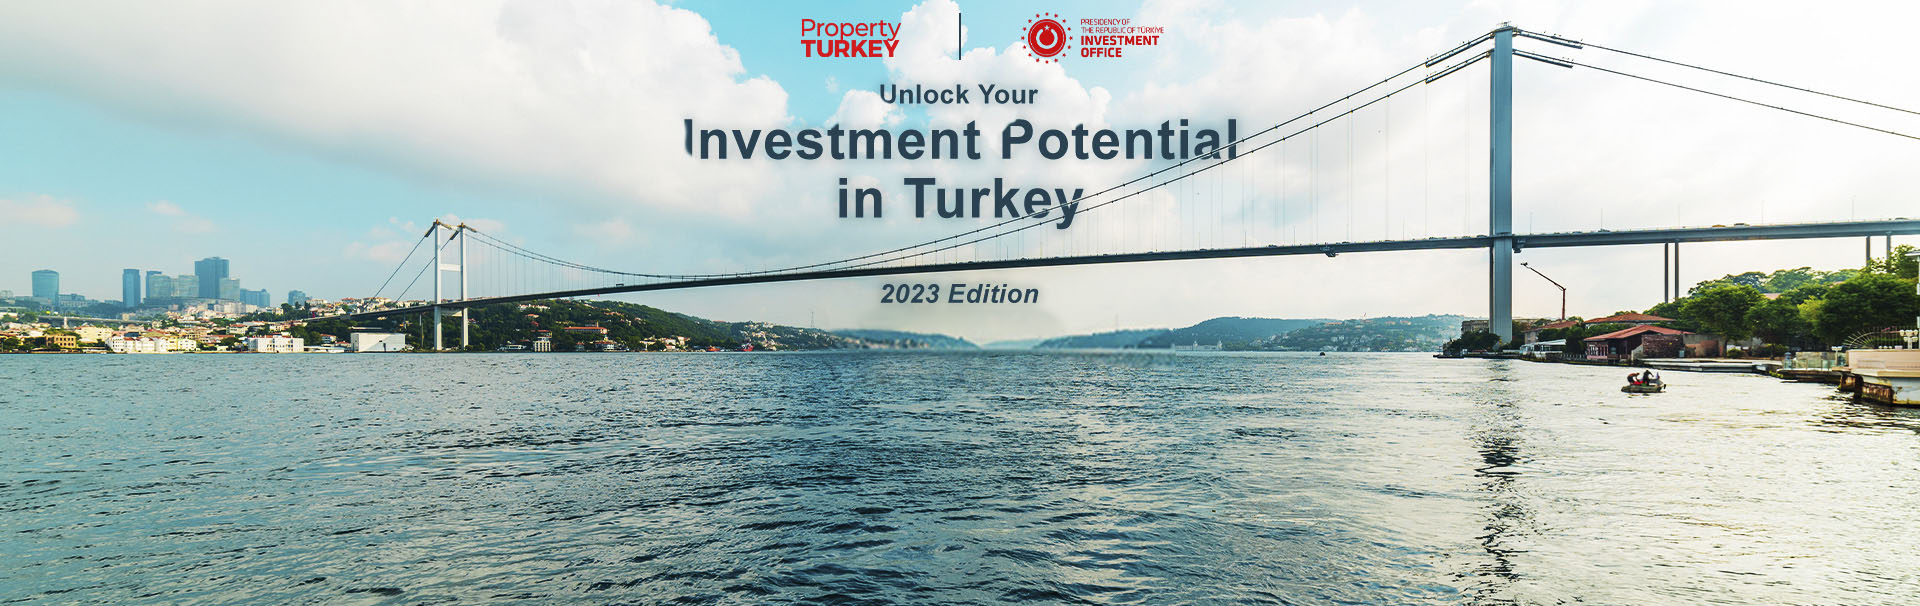 Property
TURKEY
PRESIDENCY OF
THE REPUBLIC OF TÜRKİYE
INVESTMENT
OFFICE
Unlock Your
Investment Potential
in Turkey
2023 Edition